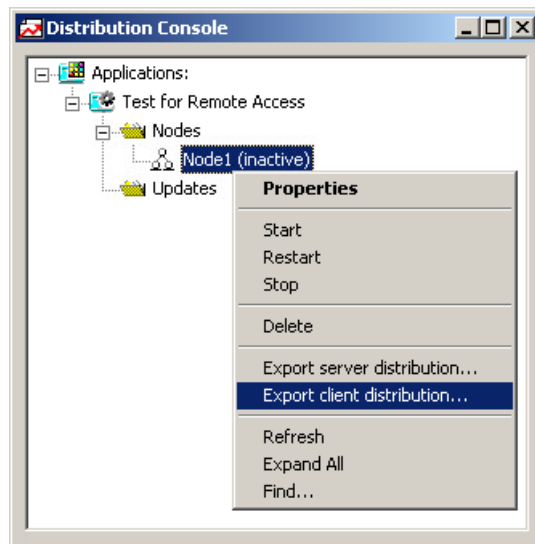 Distribution Console
Applications:
Test for Remote Access
Nodes
Node1 (inactive)
Updates
Properties
Start
Restart
Stop
Delete
Export server distribution...
Export client distribution...
Refresh
Expand All
Find...